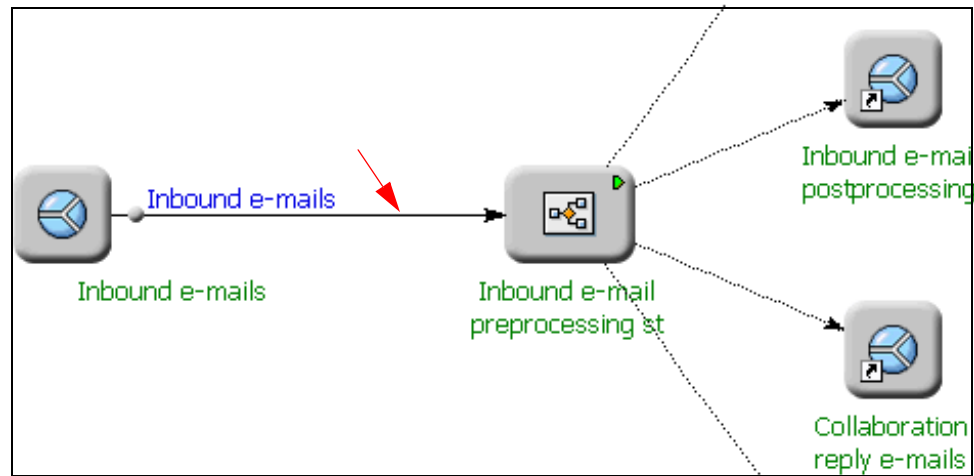 Inbound e-mails
Inbound e-mails
Inbound e-mail
preprocessing st
Inbound e-mai
postprocessing
Collaboration
reply e-mails